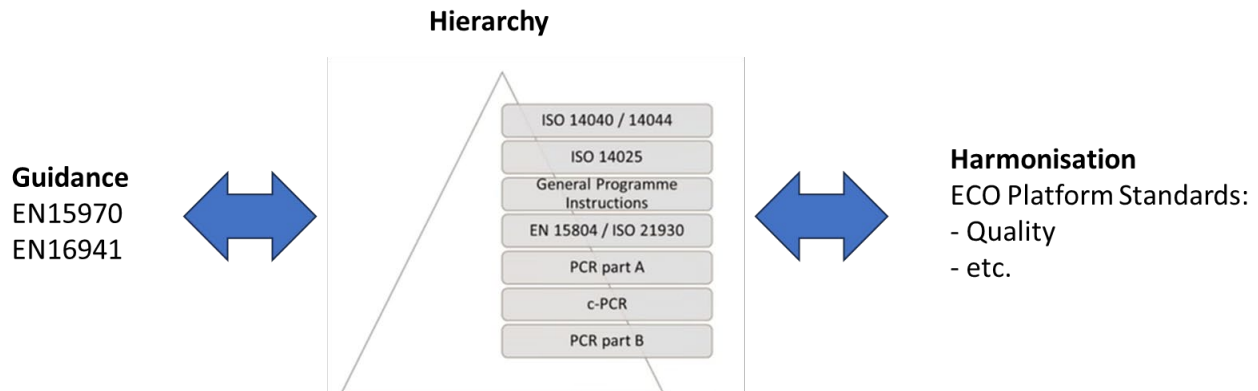 Hierarchy
Guidance
EN15970
EN16941
ISO 14040 / 14044
ISO 14025
General Programme
Instructions
EN 15804 / ISO 21930
PCR part A
c-PCR
PCR part B
Harmonisation
ECO Platform Standards:
- Quality
- etc.